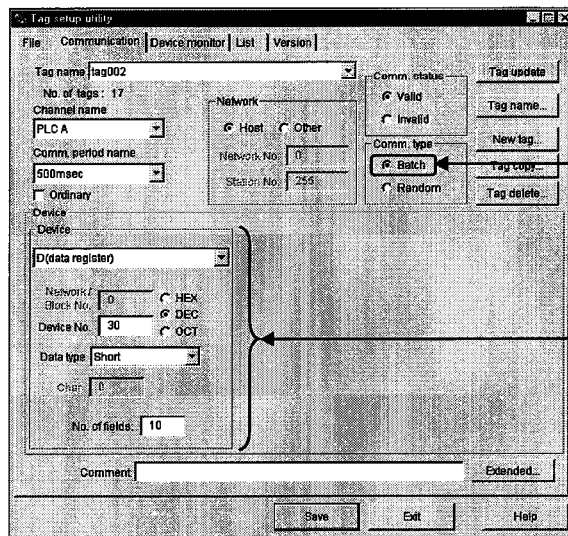 Tag setup utility
File Communication Device monitor List Version
Tag name tag002
No. of tags : 17
Channel name
PLC A
Comm. period name
500msec
Ordinary
Network
Host Other
Network No. 0
Station No. 255
Comm. status
Valid
Invalid
Comm. type
Batch
Random
Tag update
Tag name...
New tag...
Tag copy...
Tag delete...
Device
Device
D(data register)
Network /
Block No. 0
HEX
DEC
OCT
Device No. 30
Data type Short
Char. 0
No. of fields: 10
Comment
Extended...
Save Exit Help